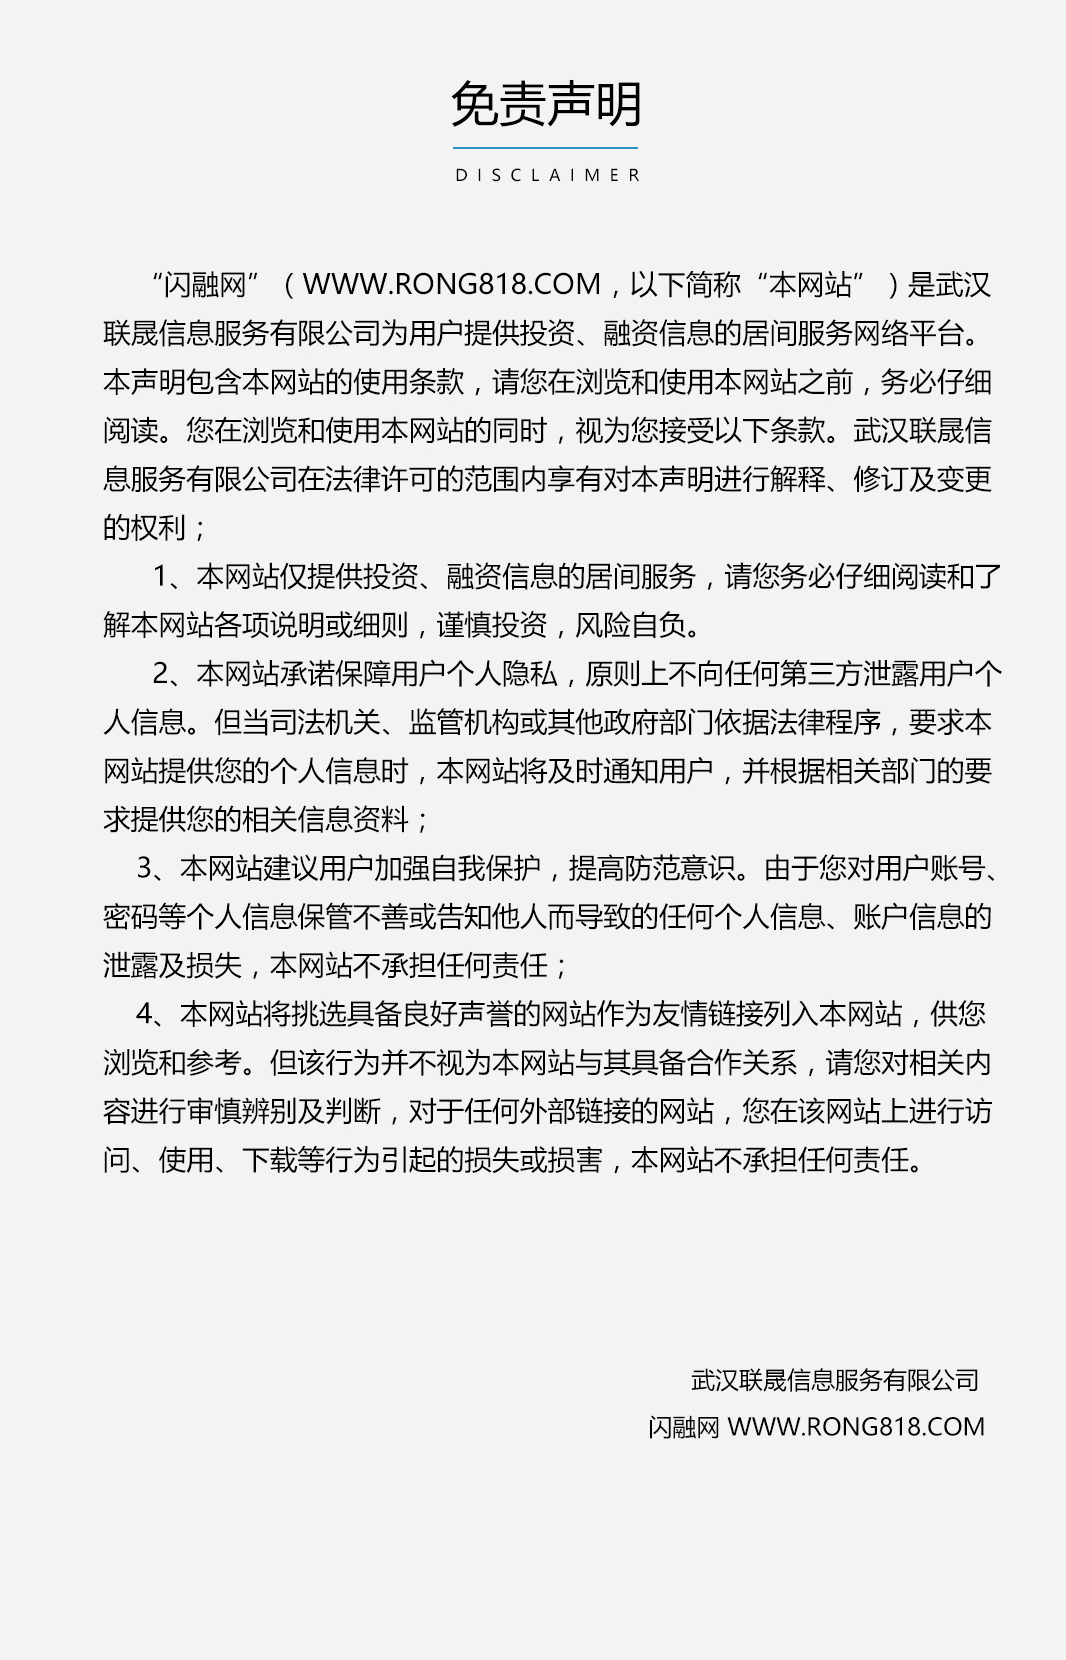 免责声明
DISCLAIMER
“闪融网”（WWW.RONG818.COM，以下简称“本网站”）是武汉
联晟信息服务有限公司为用户提供投资、融资信息的居间服务网络平台。
本声明包含本网站的使用条款，请您在浏览和使用本网站之前，务必仔细
阅读。您在浏览和使用本网站的同时，视为您接受以下条款。武汉联晟信
息服务有限公司在法律许可的范围内享有对本声明进行解释、修订及变更
的权利；
1、本网站仅提供投资、融资信息的居间服务，请您务必仔细阅读和了
解本网站各项说明或细则，谨慎投资，风险自负。
2、本网站承诺保障用户个人隐私，原则上不向任何第三方泄露用户个
人信息。但当司法机关、监管机构或其他政府部门依据法律程序，要求本
网站提供您的个人信息时，本网站将及时通知用户，并根据相关部门的要
求提供您的相关信息资料；
3、本网站建议用户加强自我保护，提高防范意识。由于您对用户账号、
密码等个人信息保管不善或告知他人而导致的任何个人信息、账户信息的
泄露及损失，本网站不承担任何责任；
4、本网站将挑选具备良好声誉的网站作为友情链接列入本网站，供您
浏览和参考。但该行为并不视为本网站与其具备合作关系，请您对相关内
容进行审慎辨别及判断，对于任何外部链接的网站，您在该网站上进行访
问、使用、下载等行为引起的损失或损害，本网站不承担任何责任。
武汉联晟信息服务有限公司
闪融网 WWW.RONG818.COM